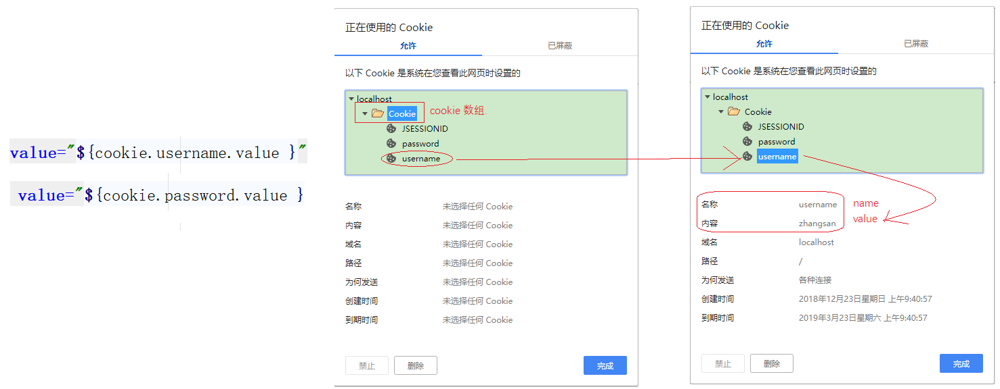 value="${cookie.username.value }"
value="${cookie.password.value }
正在使用的 Cookie
允许
已屏蔽
以下 Cookie 是系统在您查看此网页时设置的
localhost
Cookie
cookie 数组.
JSESSIONID
password
username
名称 未选择任何 Cookie
内容 未选择任何 Cookie
域名 未选择任何 Cookie
路径 未选择任何 Cookie
为何发送 未选择任何 Cookie
创建时间 未选择任何 Cookie
到期时间 未选择任何 Cookie
禁止 删除 完成
正在使用的 Cookie
允许
已屏蔽
以下 Cookie 是系统在您查看此网页时设置的
localhost
Cookie
JSESSIONID
password
username
名称 username name
内容 zhangsan value
域名 localhost
路径 /
为何发送 各种连接
创建时间 2018年12月23日星期日 上午9:40:57
到期时间 2019年3月23日星期六 上午9:40:57
禁止 删除 完成